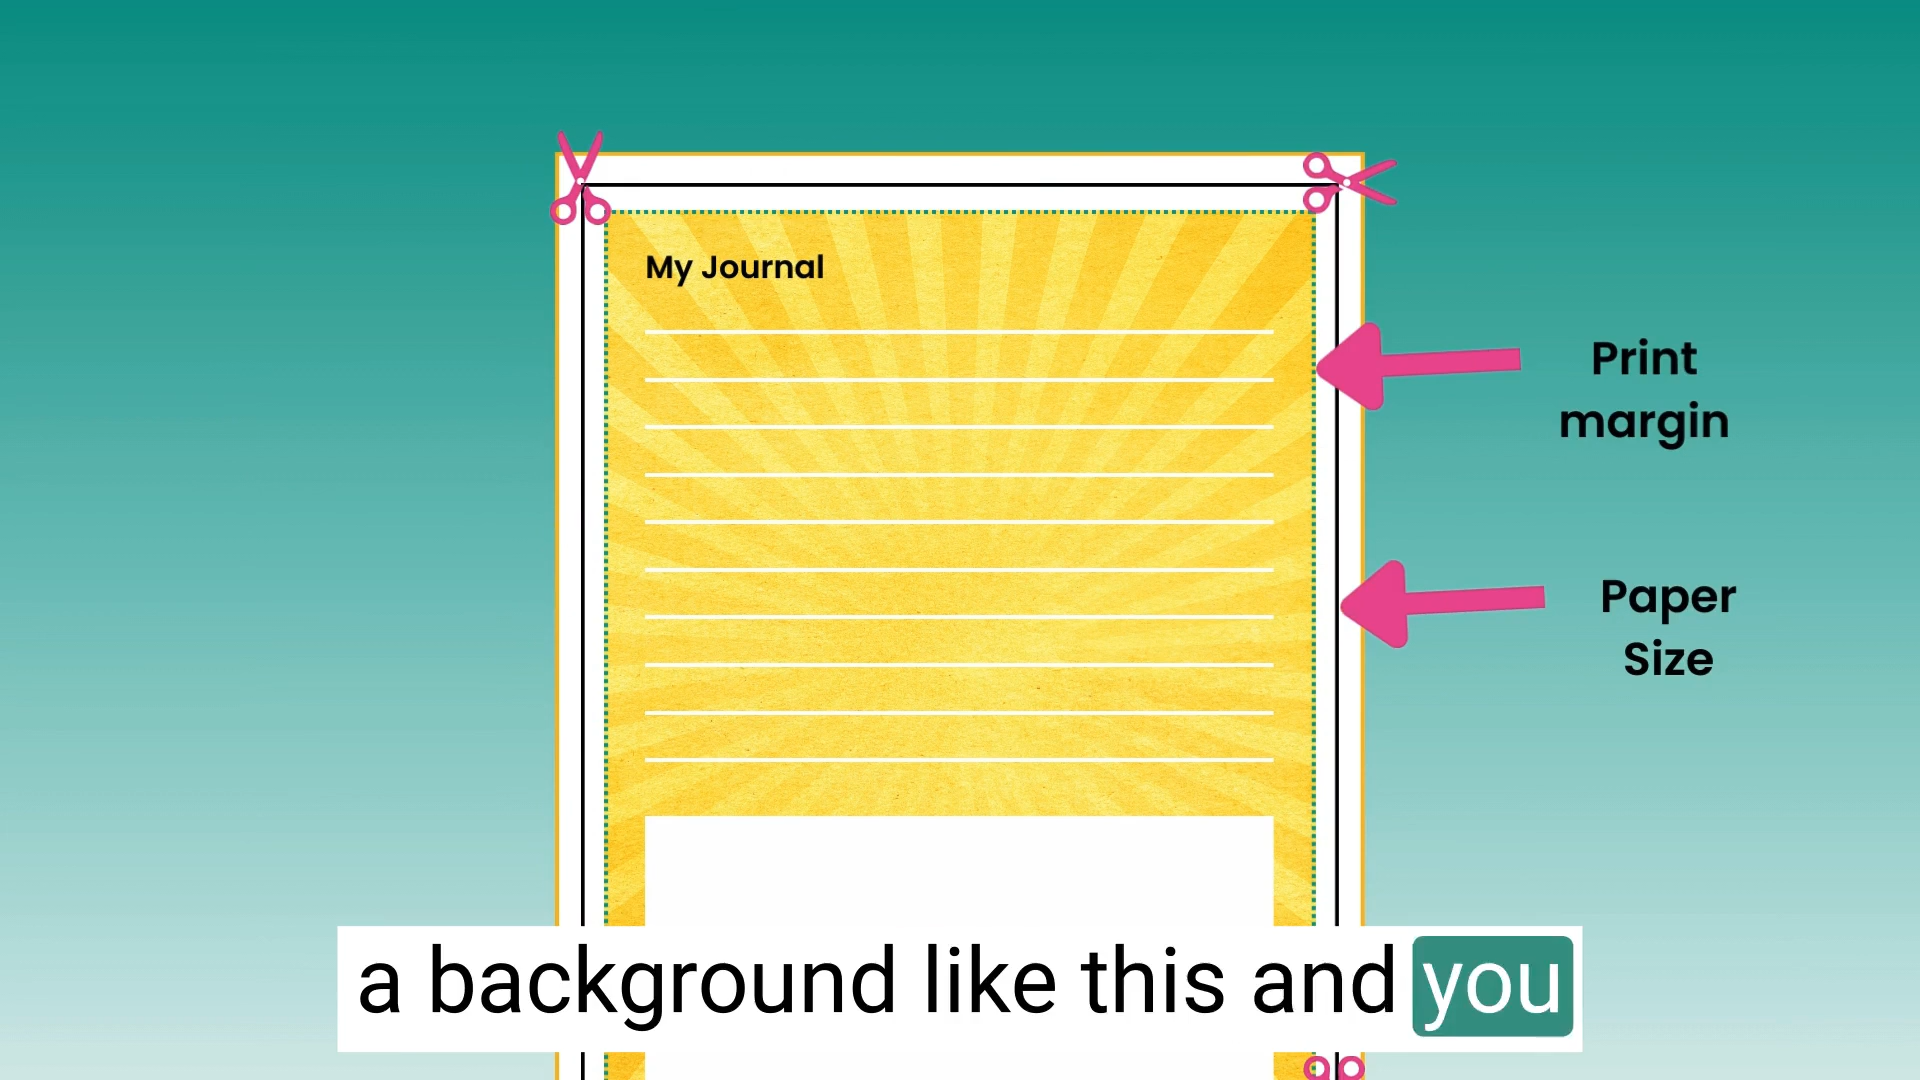 My Journal
Print
margin
Paper
Size
a background like this and you